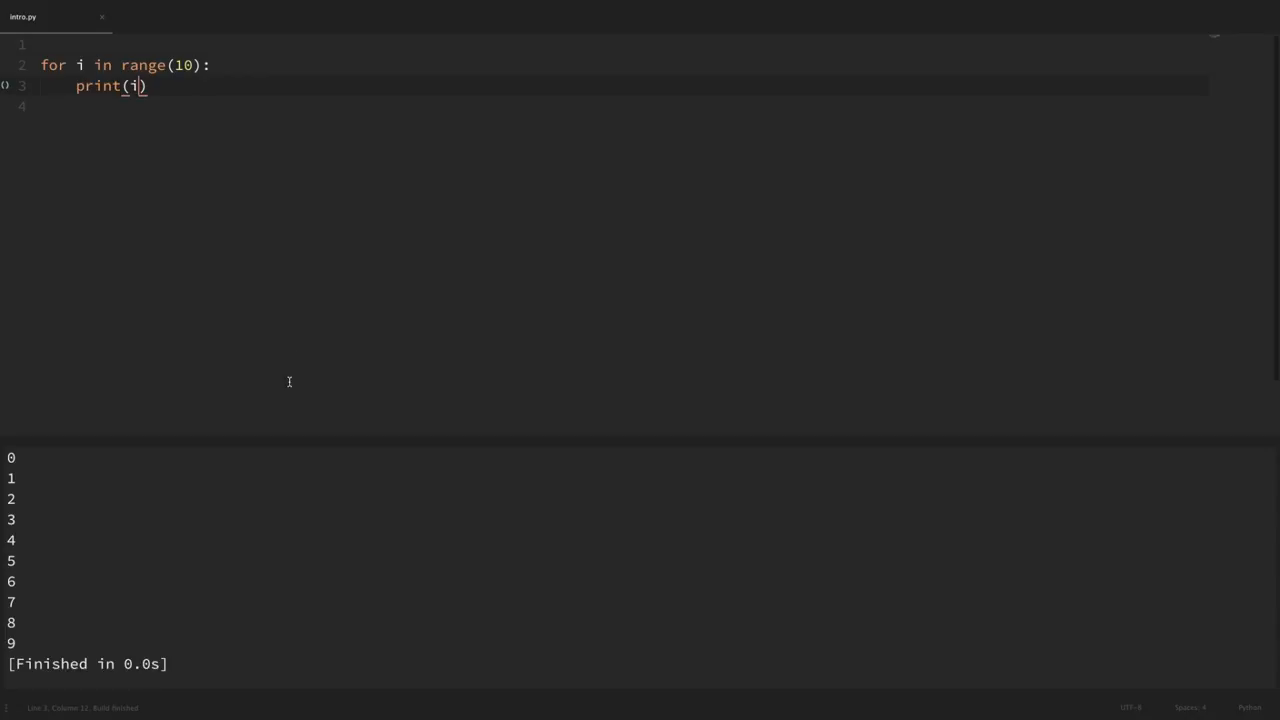 intro.py ×
1
2 for i in range(10):
() 3     print(i)
4
0
1
2
3
4
5
6
7
8
9
[Finished in 0.0s]
Line 3, Column 12, Build finished UTF-8 Spaces: 4 Python